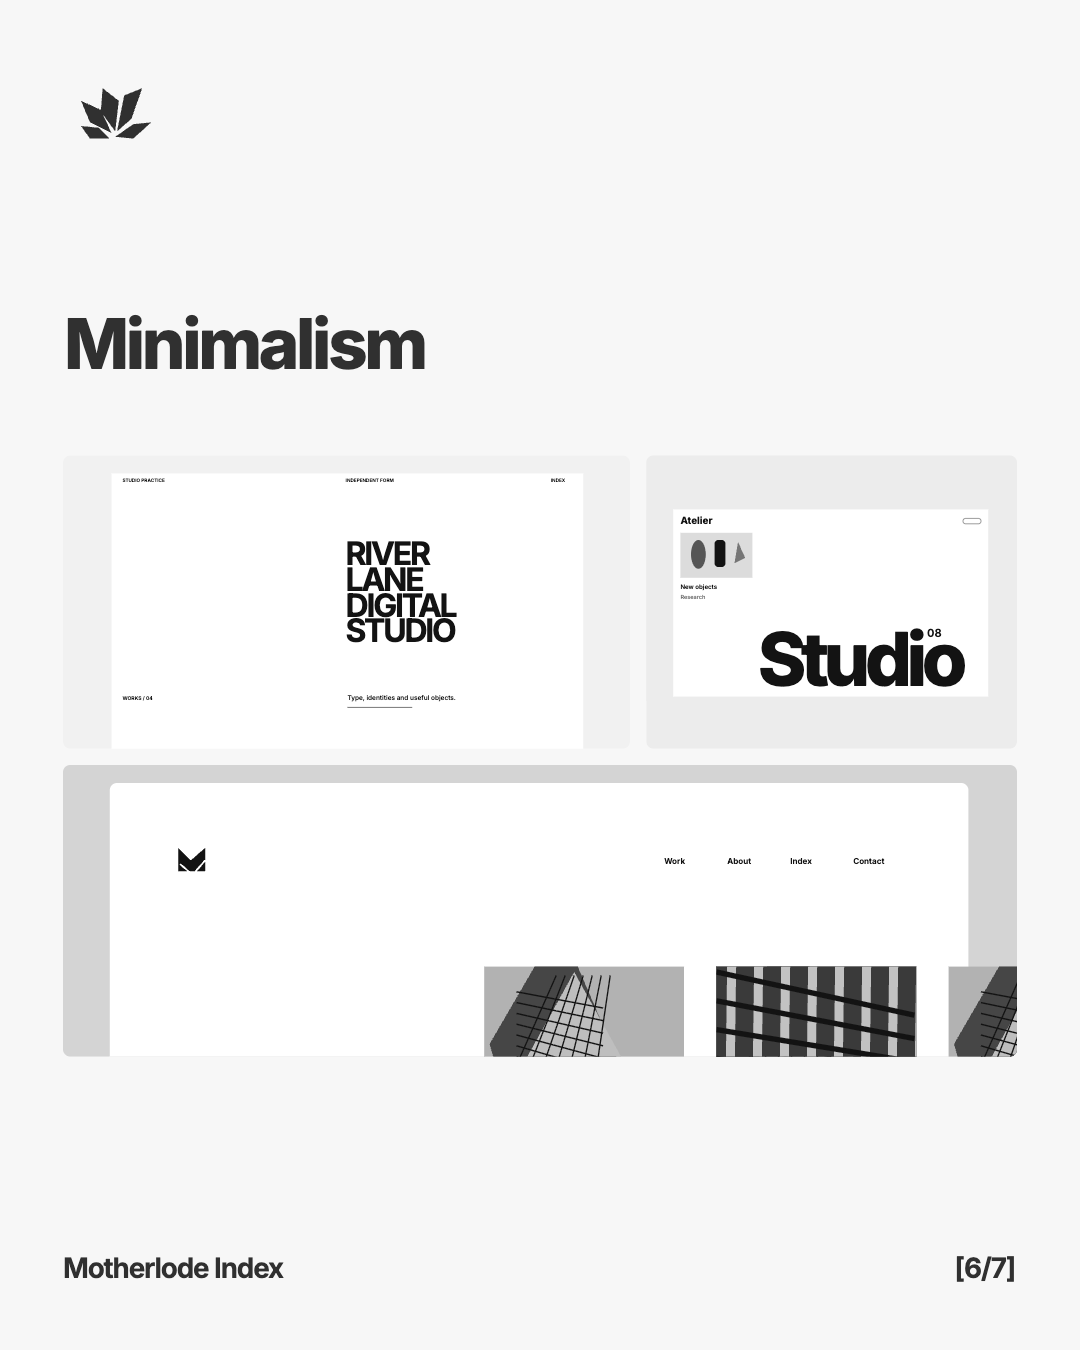 Minimalism
STUDIO PRACTICE
INDEPENDENT FORM
INDEX
RIVER
LANE
DIGITAL
STUDIO
WORKS / 04
Type, identities and useful objects.
Atelier
New objects
Research
Studio
08
Work
About
Index
Contact
Motherlode Index
[6/7]